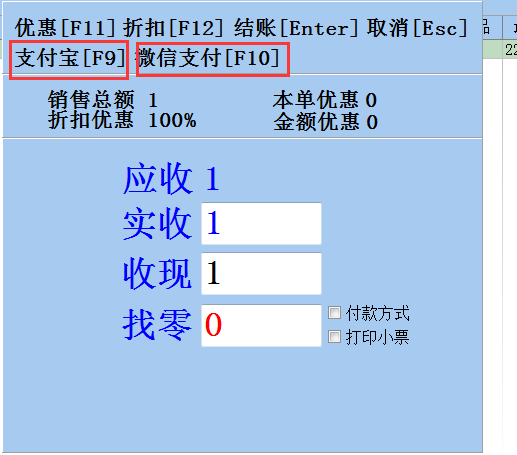 优惠[F11] 折扣[F12] 结账[Enter] 取消[Esc]
支付宝[F9] 微信支付[F10]
销售总额 1 本单优惠 0
折扣优惠 100% 金额优惠 0
应收 1
实收 1
收现 1
找零 0
付款方式
打印小票
品
22